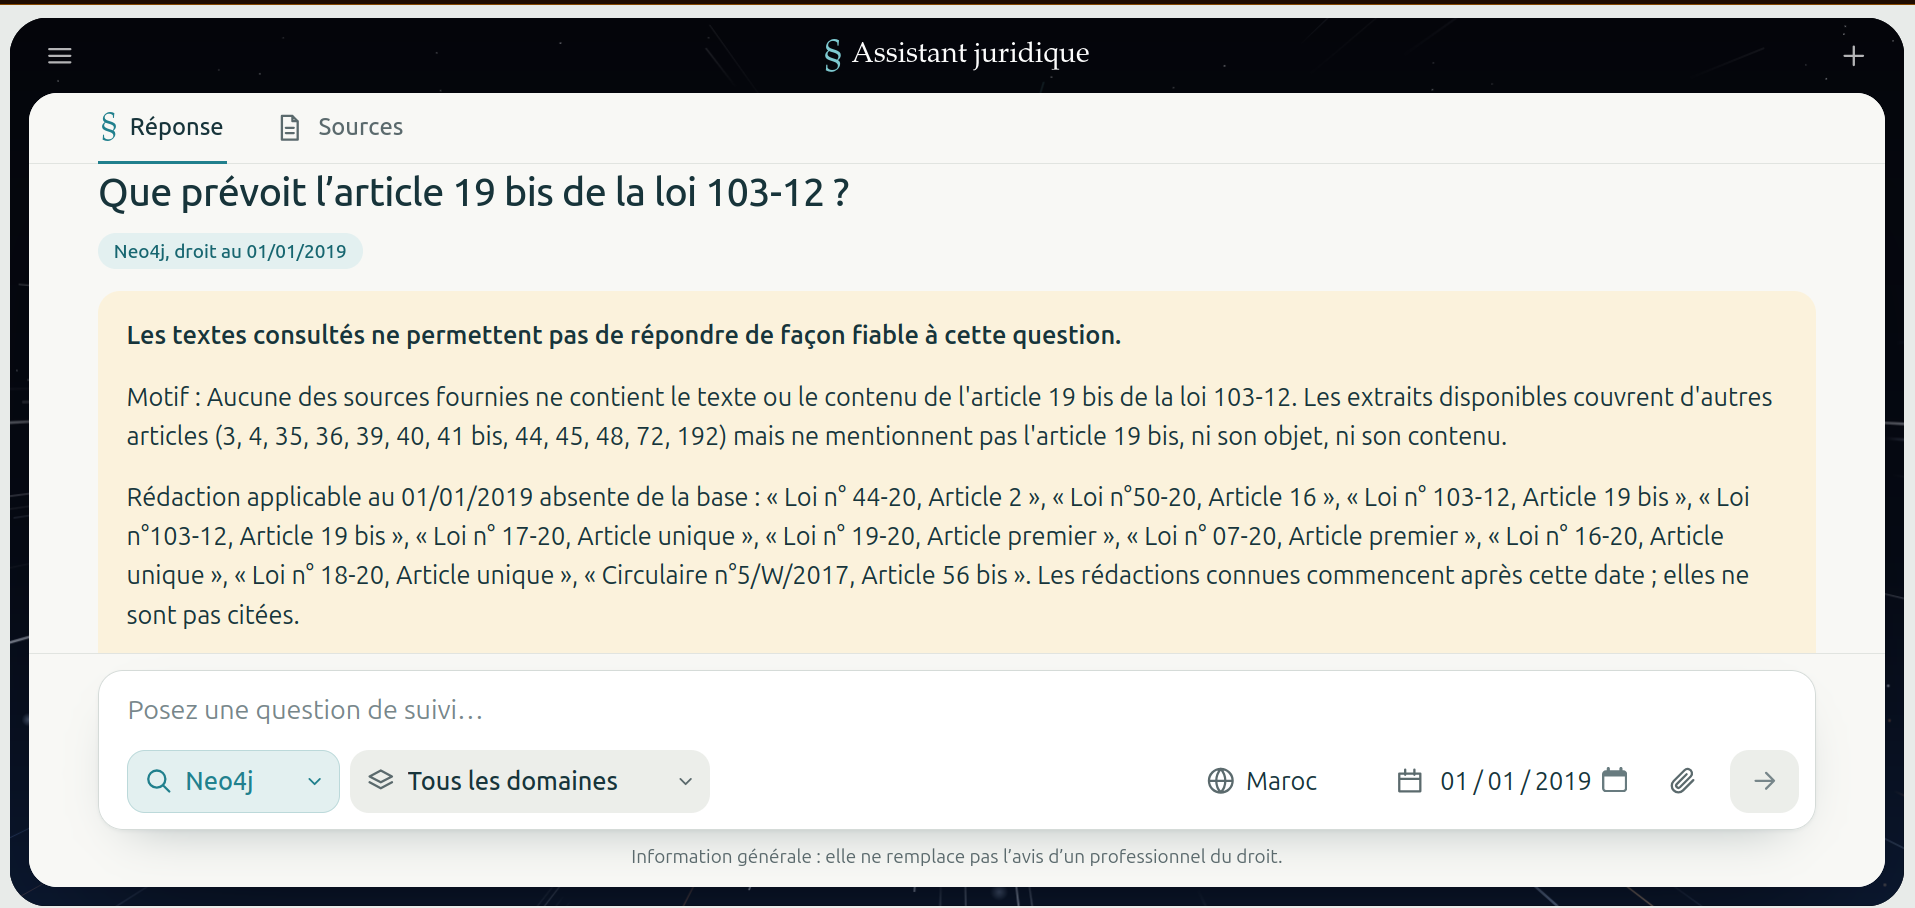 § Assistant juridique
§ Réponse
Sources
Que prévoit l’article 19 bis de la loi 103-12 ?
Neo4j, droit au 01/01/2019
Les textes consultés ne permettent pas de répondre de façon fiable à cette question.
Motif : Aucune des sources fournies ne contient le texte ou le contenu de l'article 19 bis de la loi 103-12. Les extraits disponibles couvrent d'autres
articles (3, 4, 35, 36, 39, 40, 41 bis, 44, 45, 48, 72, 192) mais ne mentionnent pas l'article 19 bis, ni son objet, ni son contenu.
Rédaction applicable au 01/01/2019 absente de la base : « Loi n° 44-20, Article 2 », « Loi n°50-20, Article 16 », « Loi n° 103-12, Article 19 bis », « Loi
n°103-12, Article 19 bis », « Loi n° 17-20, Article unique », « Loi n° 19-20, Article premier », « Loi n° 07-20, Article premier », « Loi n° 16-20, Article
unique », « Loi n° 18-20, Article unique », « Circulaire n°5/W/2017, Article 56 bis ». Les rédactions connues commencent après cette date ; elles ne
sont pas citées.
Posez une question de suivi…
Neo4j
Tous les domaines
Maroc
01/01/2019
Information générale : elle ne remplace pas l’avis d’un professionnel du droit.